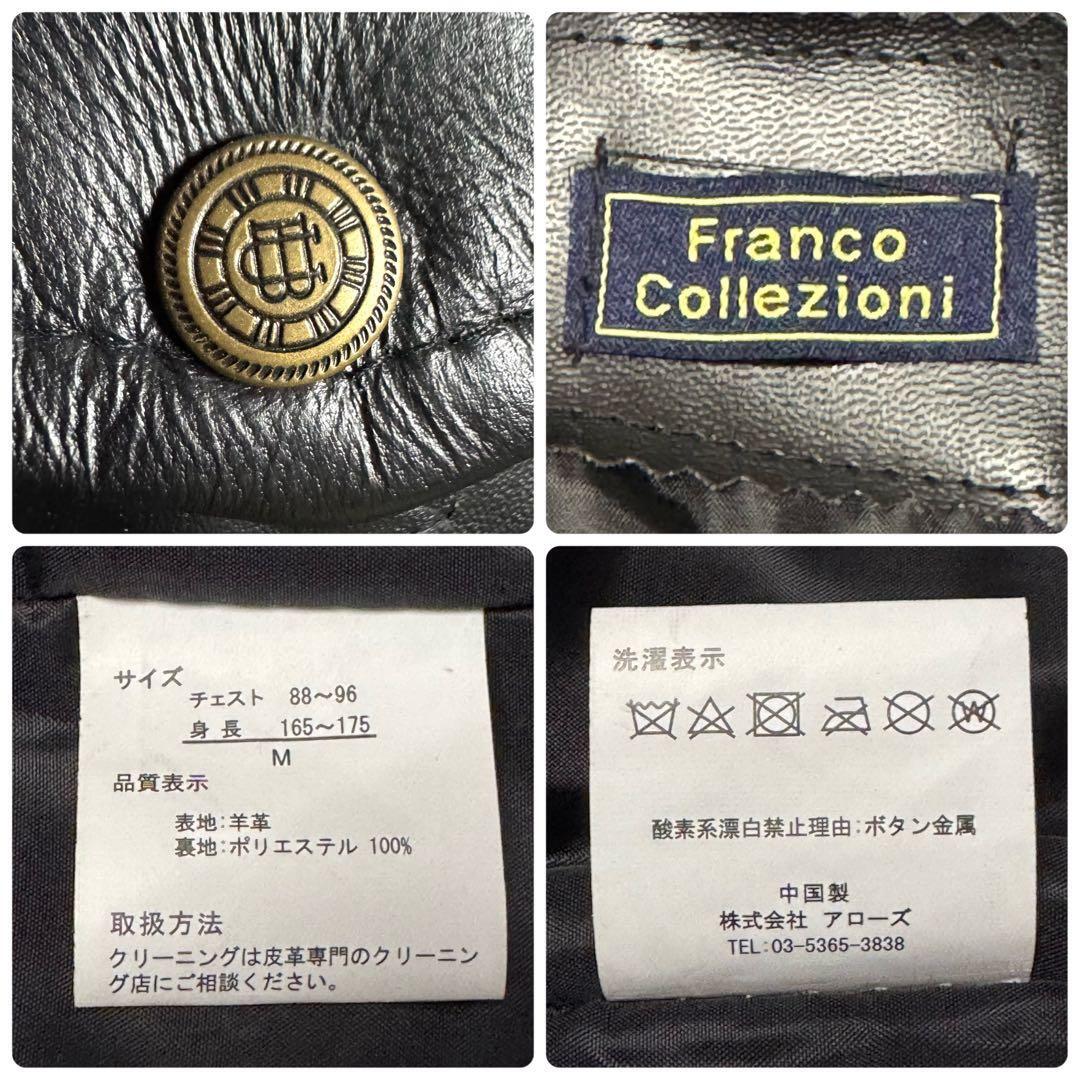 Franco
Collezioni
サイズ
チェスト 88～96
身長 165～175
M
品質表示
表地:羊革
裏地:ポリエステル 100%
取扱方法
クリーニングは皮革専門のクリーニン
グ店にご相談ください。
洗濯表示
W
酸素系漂白禁止理由:ボタン金属
中国製
株式会社 アローズ
TEL:03-5365-3838